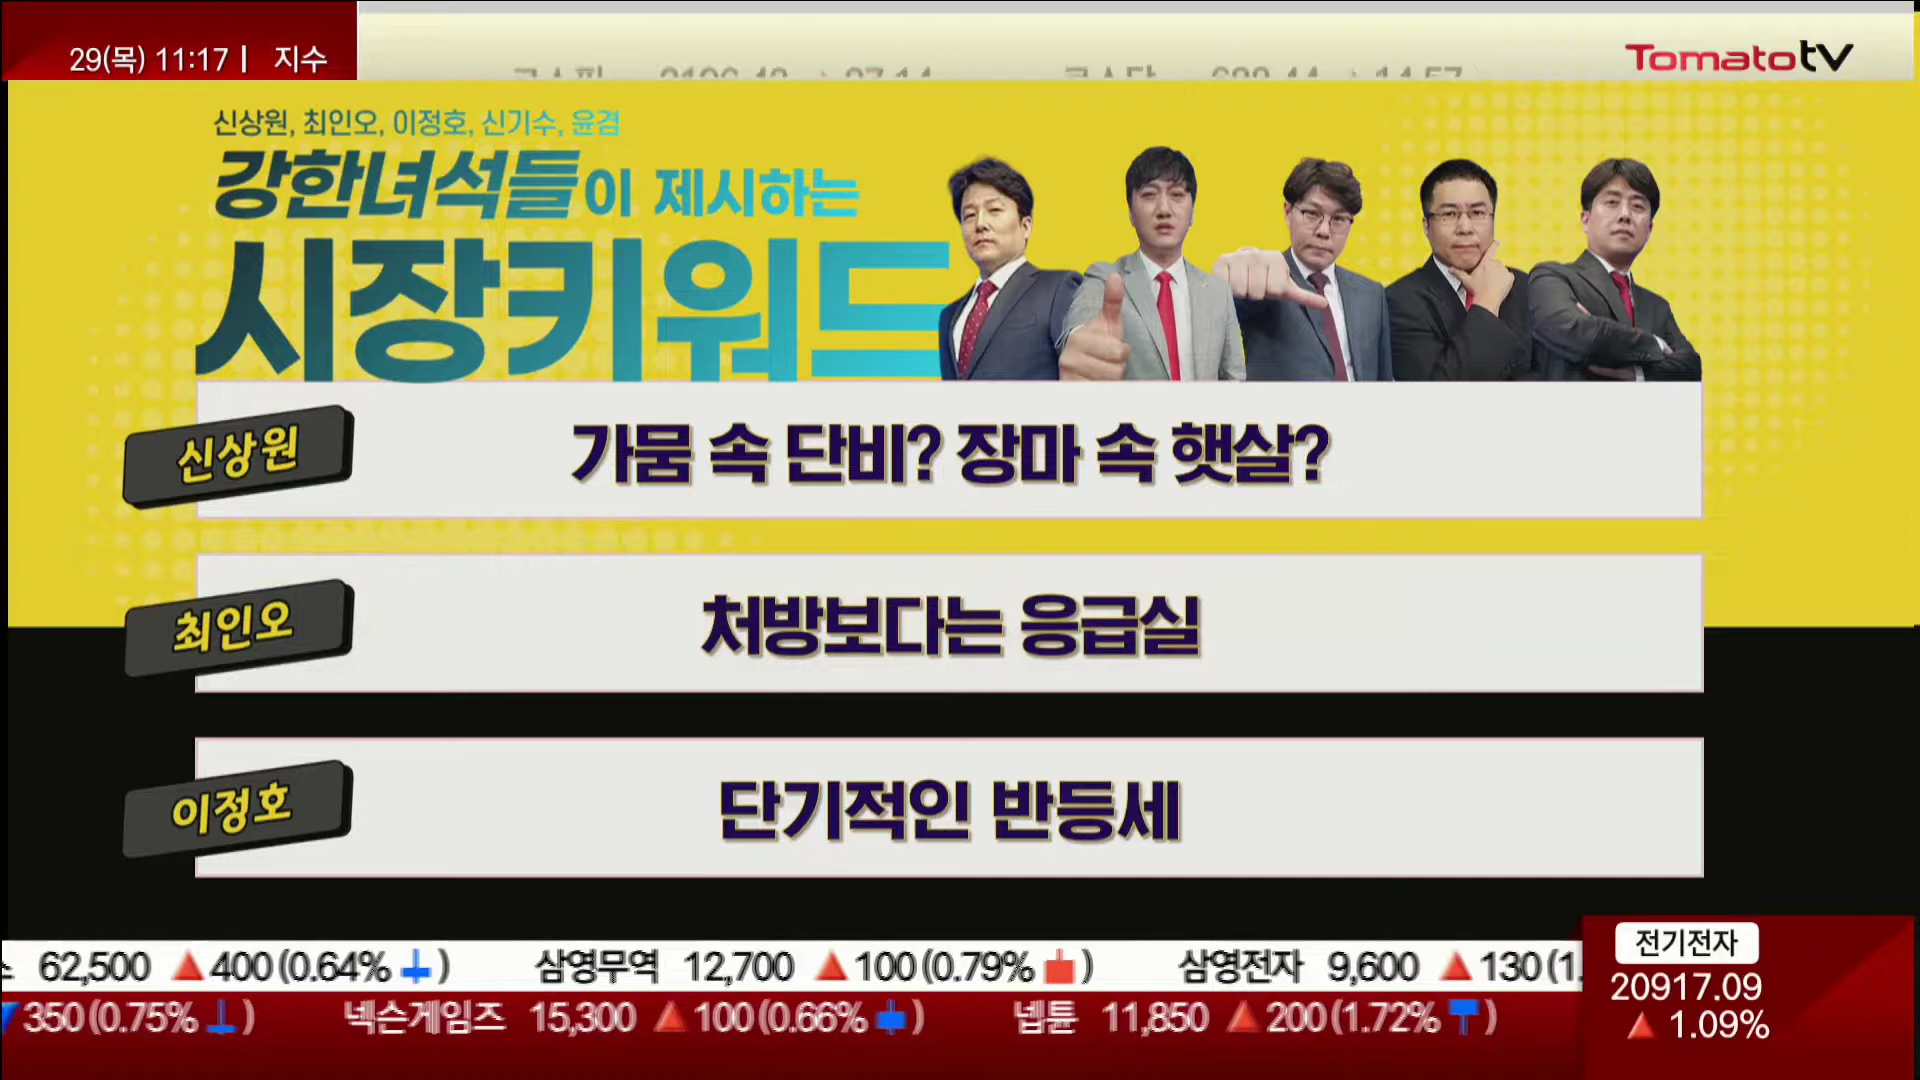 29(목) 11:17 | 지수
Tomato tv
신상원, 최인오, 이정호, 신기수, 윤겸
강한녀석들이 제시하는
시장키워드
신상원
가뭄 속 단비? 장마 속 햇살?
최인오
처방보다는 응급실
이정호
단기적인 반등세
62,500 ▲400(0.64% ) 삼영무역 12,700 ▲100(0.79% ) 삼영전자 9,600 ▲130(1.
▼350(0.75% ) 넥슨게임즈 15,300 ▲100(0.66% ) 넵튠 11,850 ▲200(1.72% )
전기전자
20917.09
▲ 1.09%